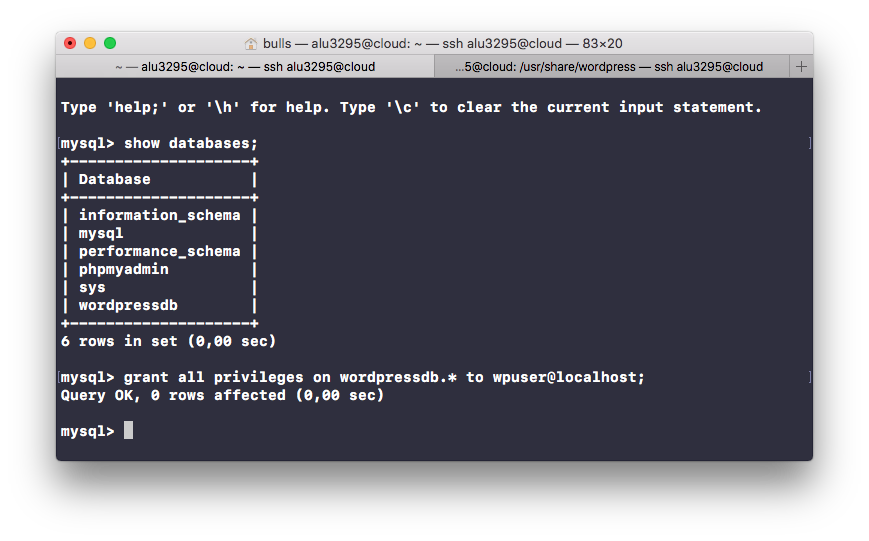 bulls — alu3295@cloud: ~ — ssh alu3295@cloud — 83×20
~ — alu3295@cloud: ~ — ssh alu3295@cloud
...5@cloud: /usr/share/wordpress — ssh alu3295@cloud
+
Type 'help;' or '\h' for help. Type '\c' to clear the current input statement.
[mysql> show databases; ]
+--------------------+
| Database           |
+--------------------+
| information_schema |
| mysql              |
| performance_schema |
| phpmyadmin         |
| sys                |
| wordpressdb        |
+--------------------+
6 rows in set (0,00 sec)
[mysql> grant all privileges on wordpressdb.* to wpuser@localhost; ]
Query OK, 0 rows affected (0,00 sec)
mysql>